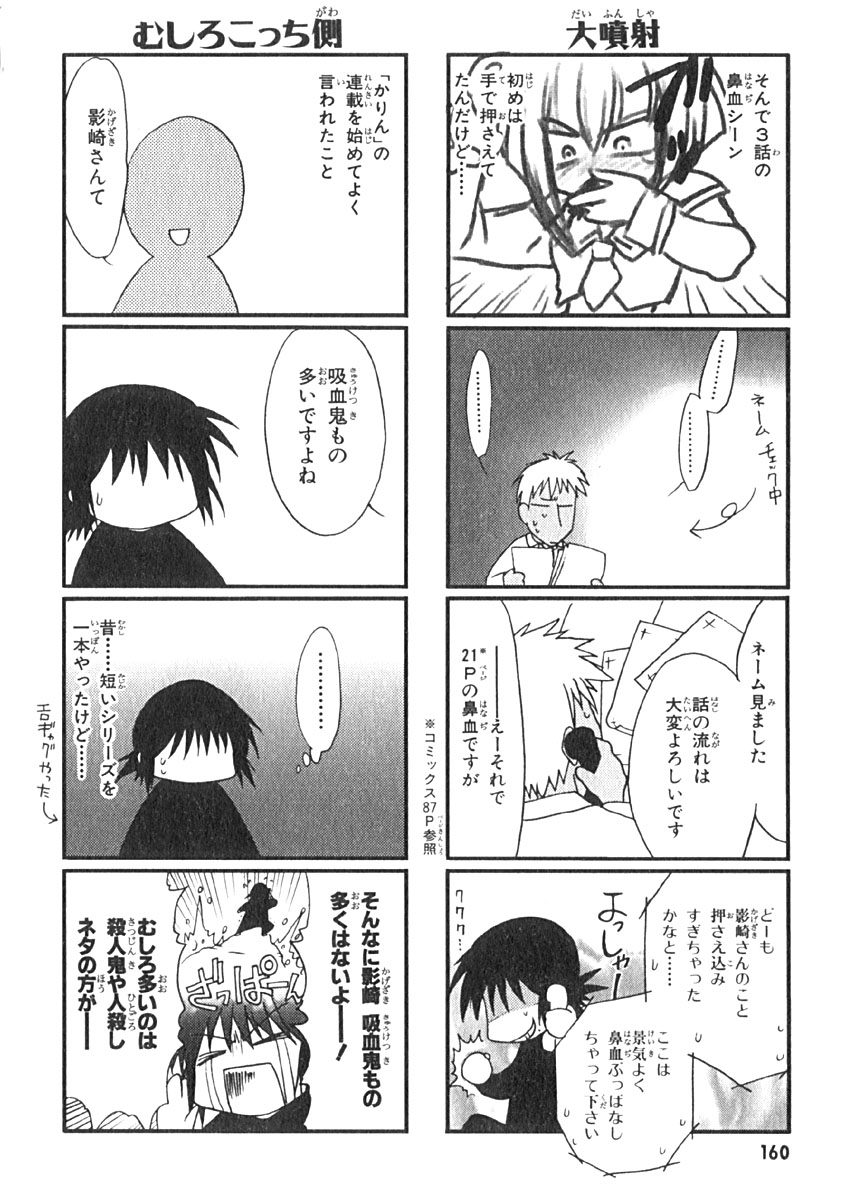 大噴射
そんで3話の
鼻血シーン
初めは
手で押さえて
たんだけど……
ネームチェック中
………
………
………
ネーム見ました
話の流れは
大変よろしいです
――えーそれで
※21Pの鼻血ですが
※コミックス87P参照
どーも
影崎さんのこと
押さえ込み
すぎちゃった
かなと……
ここは
景気よく
鼻血ぶっぱなし
ちゃって下さい
よっしゃー
ククク…
むしろこっち側
「かりん」の
連載を始めてよく
言われたこと
影崎さんて
吸血鬼もの
多いですよね
…………
昔……短いシリーズを
一本やったけど……
エロギャグやった
そんなに影崎 吸血鬼もの
多くはないよ――!
ざっぱーん
むしろ多いのは
殺人鬼や人殺し
ネタの方が――
160